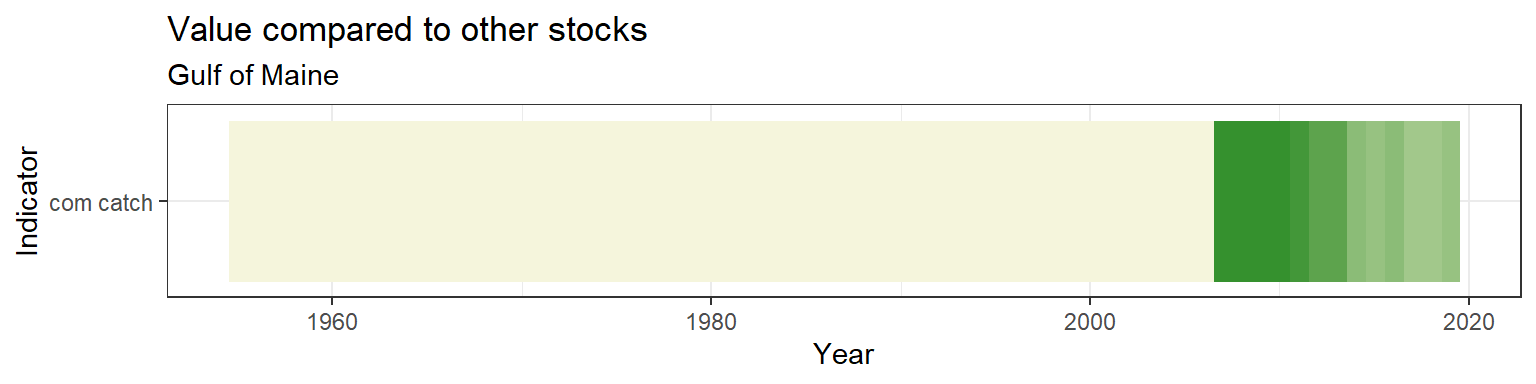 Value compared to other stocks
Gulf of Maine
Indicator
com catch
1960 1980 2000 2020
Year